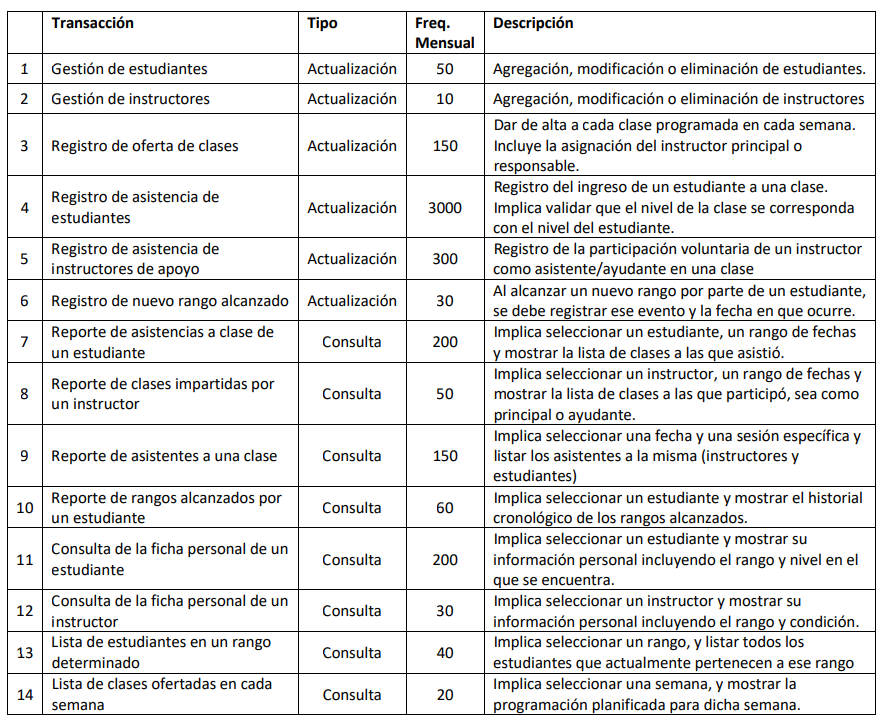 Transacción Tipo Freq. Mensual Descripción
1 Gestión de estudiantes Actualización 50 Agregación, modificación o eliminación de estudiantes.
2 Gestión de instructores Actualización 10 Agregación, modificación o eliminación de instructores
3 Registro de oferta de clases Actualización 150 Dar de alta a cada clase programada en cada semana.
Incluye la asignación del instructor principal o
responsable.
4 Registro de asistencia de
estudiantes Actualización 3000 Registro del ingreso de un estudiante a una clase.
Implica validar que el nivel de la clase se corresponda
con el nivel del estudiante.
5 Registro de asistencia de
instructores de apoyo Actualización 300 Registro de la participación voluntaria de un instructor
como asistente/ayudante en una clase
6 Registro de nuevo rango alcanzado Actualización 30 Al alcanzar un nuevo rango por parte de un estudiante,
se debe registrar ese evento y la fecha en que ocurre.
7 Reporte de asistencias a clase de
un estudiante Consulta 200 Implica seleccionar un estudiante, un rango de fechas
y mostrar la lista de clases a las que asistió.
8 Reporte de clases impartidas por
un instructor Consulta 50 Implica seleccionar un instructor, un rango de fechas y
mostrar la lista de clases a las que participó, sea como
principal o ayudante.
9 Reporte de asistentes a una clase Consulta 150 Implica seleccionar una fecha y una sesión específica y
listar los asistentes a la misma (instructores y
estudiantes)
10 Reporte de rangos alcanzados por
un estudiante Consulta 60 Implica seleccionar un estudiante y mostrar el historial
cronológico de los rangos alcanzados.
11 Consulta de la ficha personal de un
estudiante Consulta 200 Implica seleccionar un estudiante y mostrar su
información personal incluyendo el rango y nivel en el
que se encuentra.
12 Consulta de la ficha personal de un
instructor Consulta 30 Implica seleccionar un instructor y mostrar su
información personal incluyendo el rango y condición.
13 Lista de estudiantes en un rango
determinado Consulta 40 Implica seleccionar un rango, y listar todos los
estudiantes que actualmente pertenecen a ese rango
14 Lista de clases ofertadas en cada
semana Consulta 20 Implica seleccionar una semana, y mostrar la
programación planificada para dicha semana.